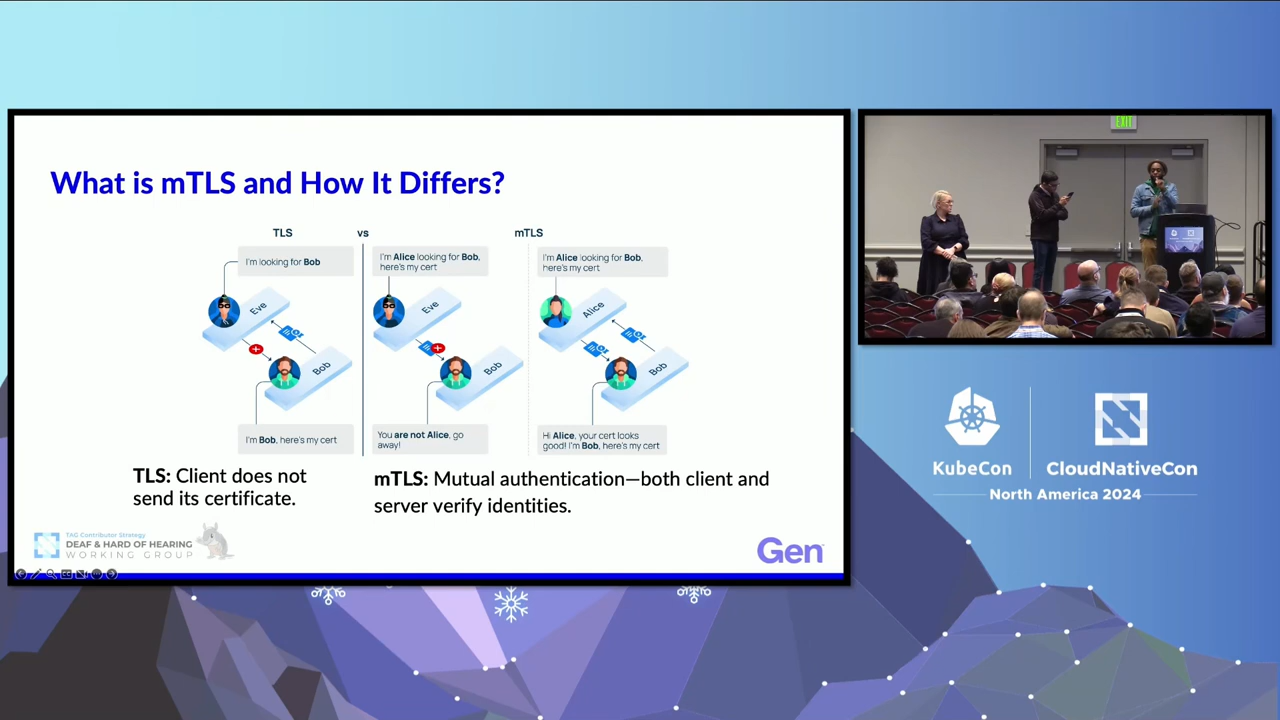 What is mTLS and How It Differs?
TLS
vs
mTLS
I'm looking for Bob
Eve
Bob
I'm Bob, here's my cert
I'm Alice looking for Bob,
here's my cert
Eve
Bob
You are not Alice, go
away!
I'm Alice looking for Bob,
here's my cert
Alice
Bob
Hi Alice, your cert looks
good! I'm Bob, here's my cert
TLS: Client does not
send its certificate.
mTLS: Mutual authentication—both client and
server verify identities.
TAG Contributor Strategy
DEAF & HARD OF HEARING
WORKING GROUP
Gen
EXIT
KubeCon
CloudNativeCon
North America 2024